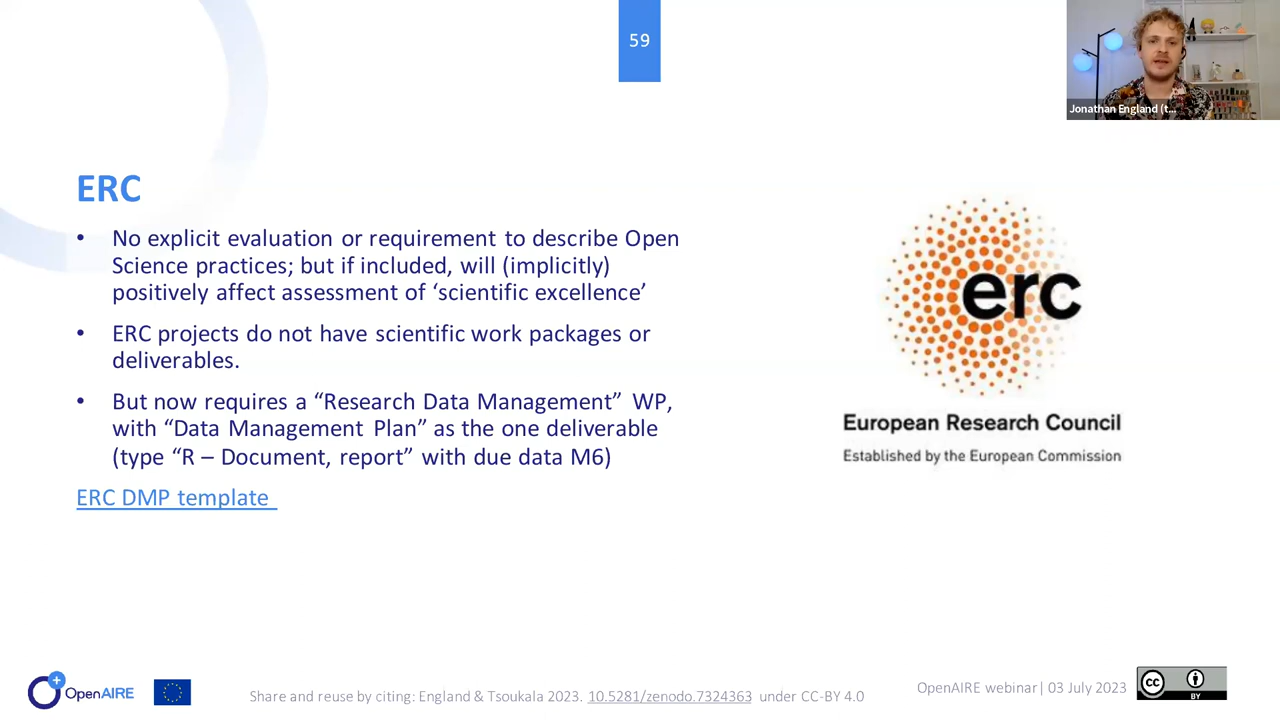 59
Jonathan England (t...
ERC
• No explicit evaluation or requirement to describe Open
Science practices; but if included, will (implicitly)
positively affect assessment of ‘scientific excellence’
• ERC projects do not have scientific work packages or
deliverables.
• But now requires a “Research Data Management” WP,
with “Data Management Plan” as the one deliverable
(type “R – Document, report” with due data M6)
ERC DMP template
erc
European Research Council
Established by the European Commission
OpenAIRE
Share and reuse by citing: England & Tsoukala 2023. 10.5281/zenodo.7324363 under CC-BY 4.0
OpenAIRE webinar| 03 July 2023
cc
BY